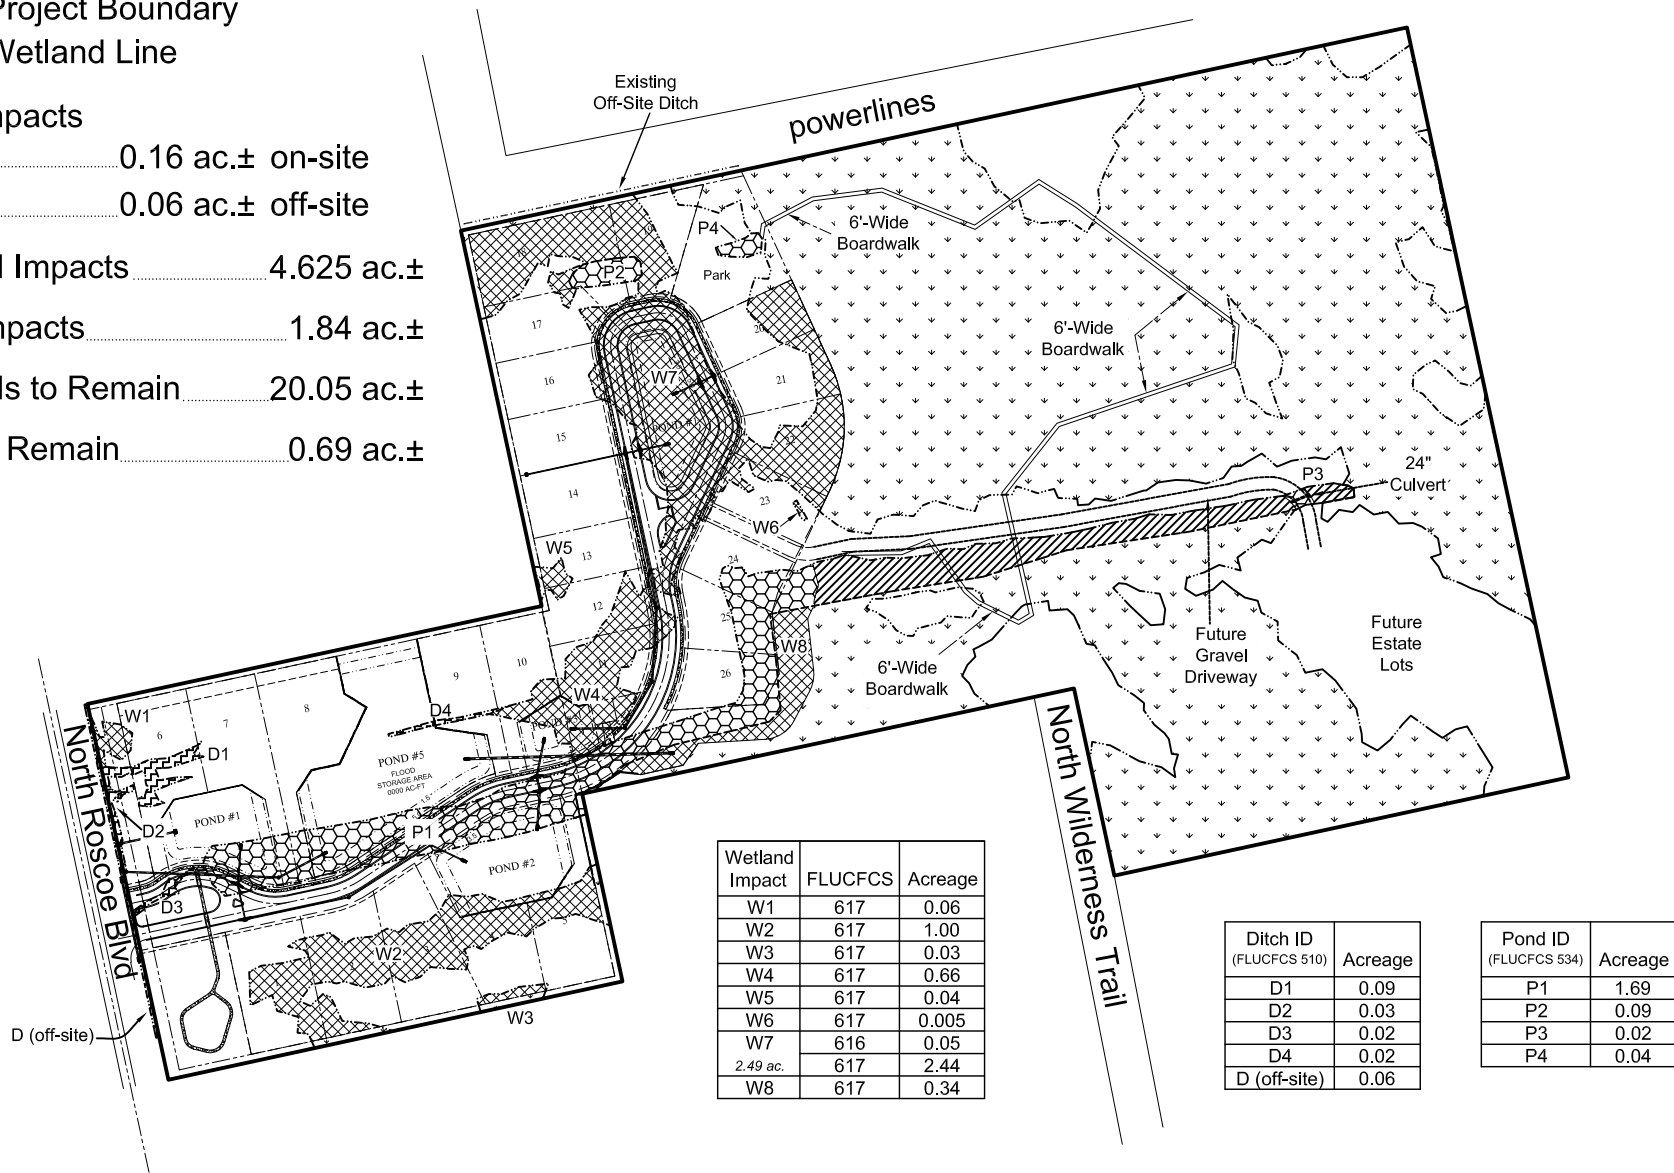 Project Boundary
Wetland Line
mpacts
0.16 ac.± on-site
0.06 ac.± off-site
l Impacts 4.625 ac.±
mpacts 1.84 ac.±
ds to Remain 20.05 ac.±
Remain 0.69 ac.±
Existing
Off-Site Ditch
powerlines
6'-Wide
Boardwalk
6'-Wide
Boardwalk
6'-Wide
Boardwalk
P4
Park
P2
17
16
15
14
13
12
W7
20
21
22
23
24
25
26
W6
W5
W8
W4
P3
24"
Culvert
Future
Gravel
Driveway
Future
Estate
Lots
10
9
8
7
6
W1
D1
D4
D2
D3
POND #5
FLOOD
STORAGE AREA
0000 AC-FT
POND #1
P1
POND #2
W2
W3
D (off-site)
North Roscoe Blvd
North Wilderness Trail
Wetland
Impact FLUCFCS Acreage
W1 617 0.06
W2 617 1.00
W3 617 0.03
W4 617 0.66
W5 617 0.04
W6 617 0.005
W7 616 0.05
2.49 ac. 617 2.44
W8 617 0.34
Ditch ID
(FLUCFCS 510) Acreage
D1 0.09
D2 0.03
D3 0.02
D4 0.02
D (off-site) 0.06
Pond ID
(FLUCFCS 534) Acreage
P1 1.69
P2 0.09
P3 0.02
P4 0.04